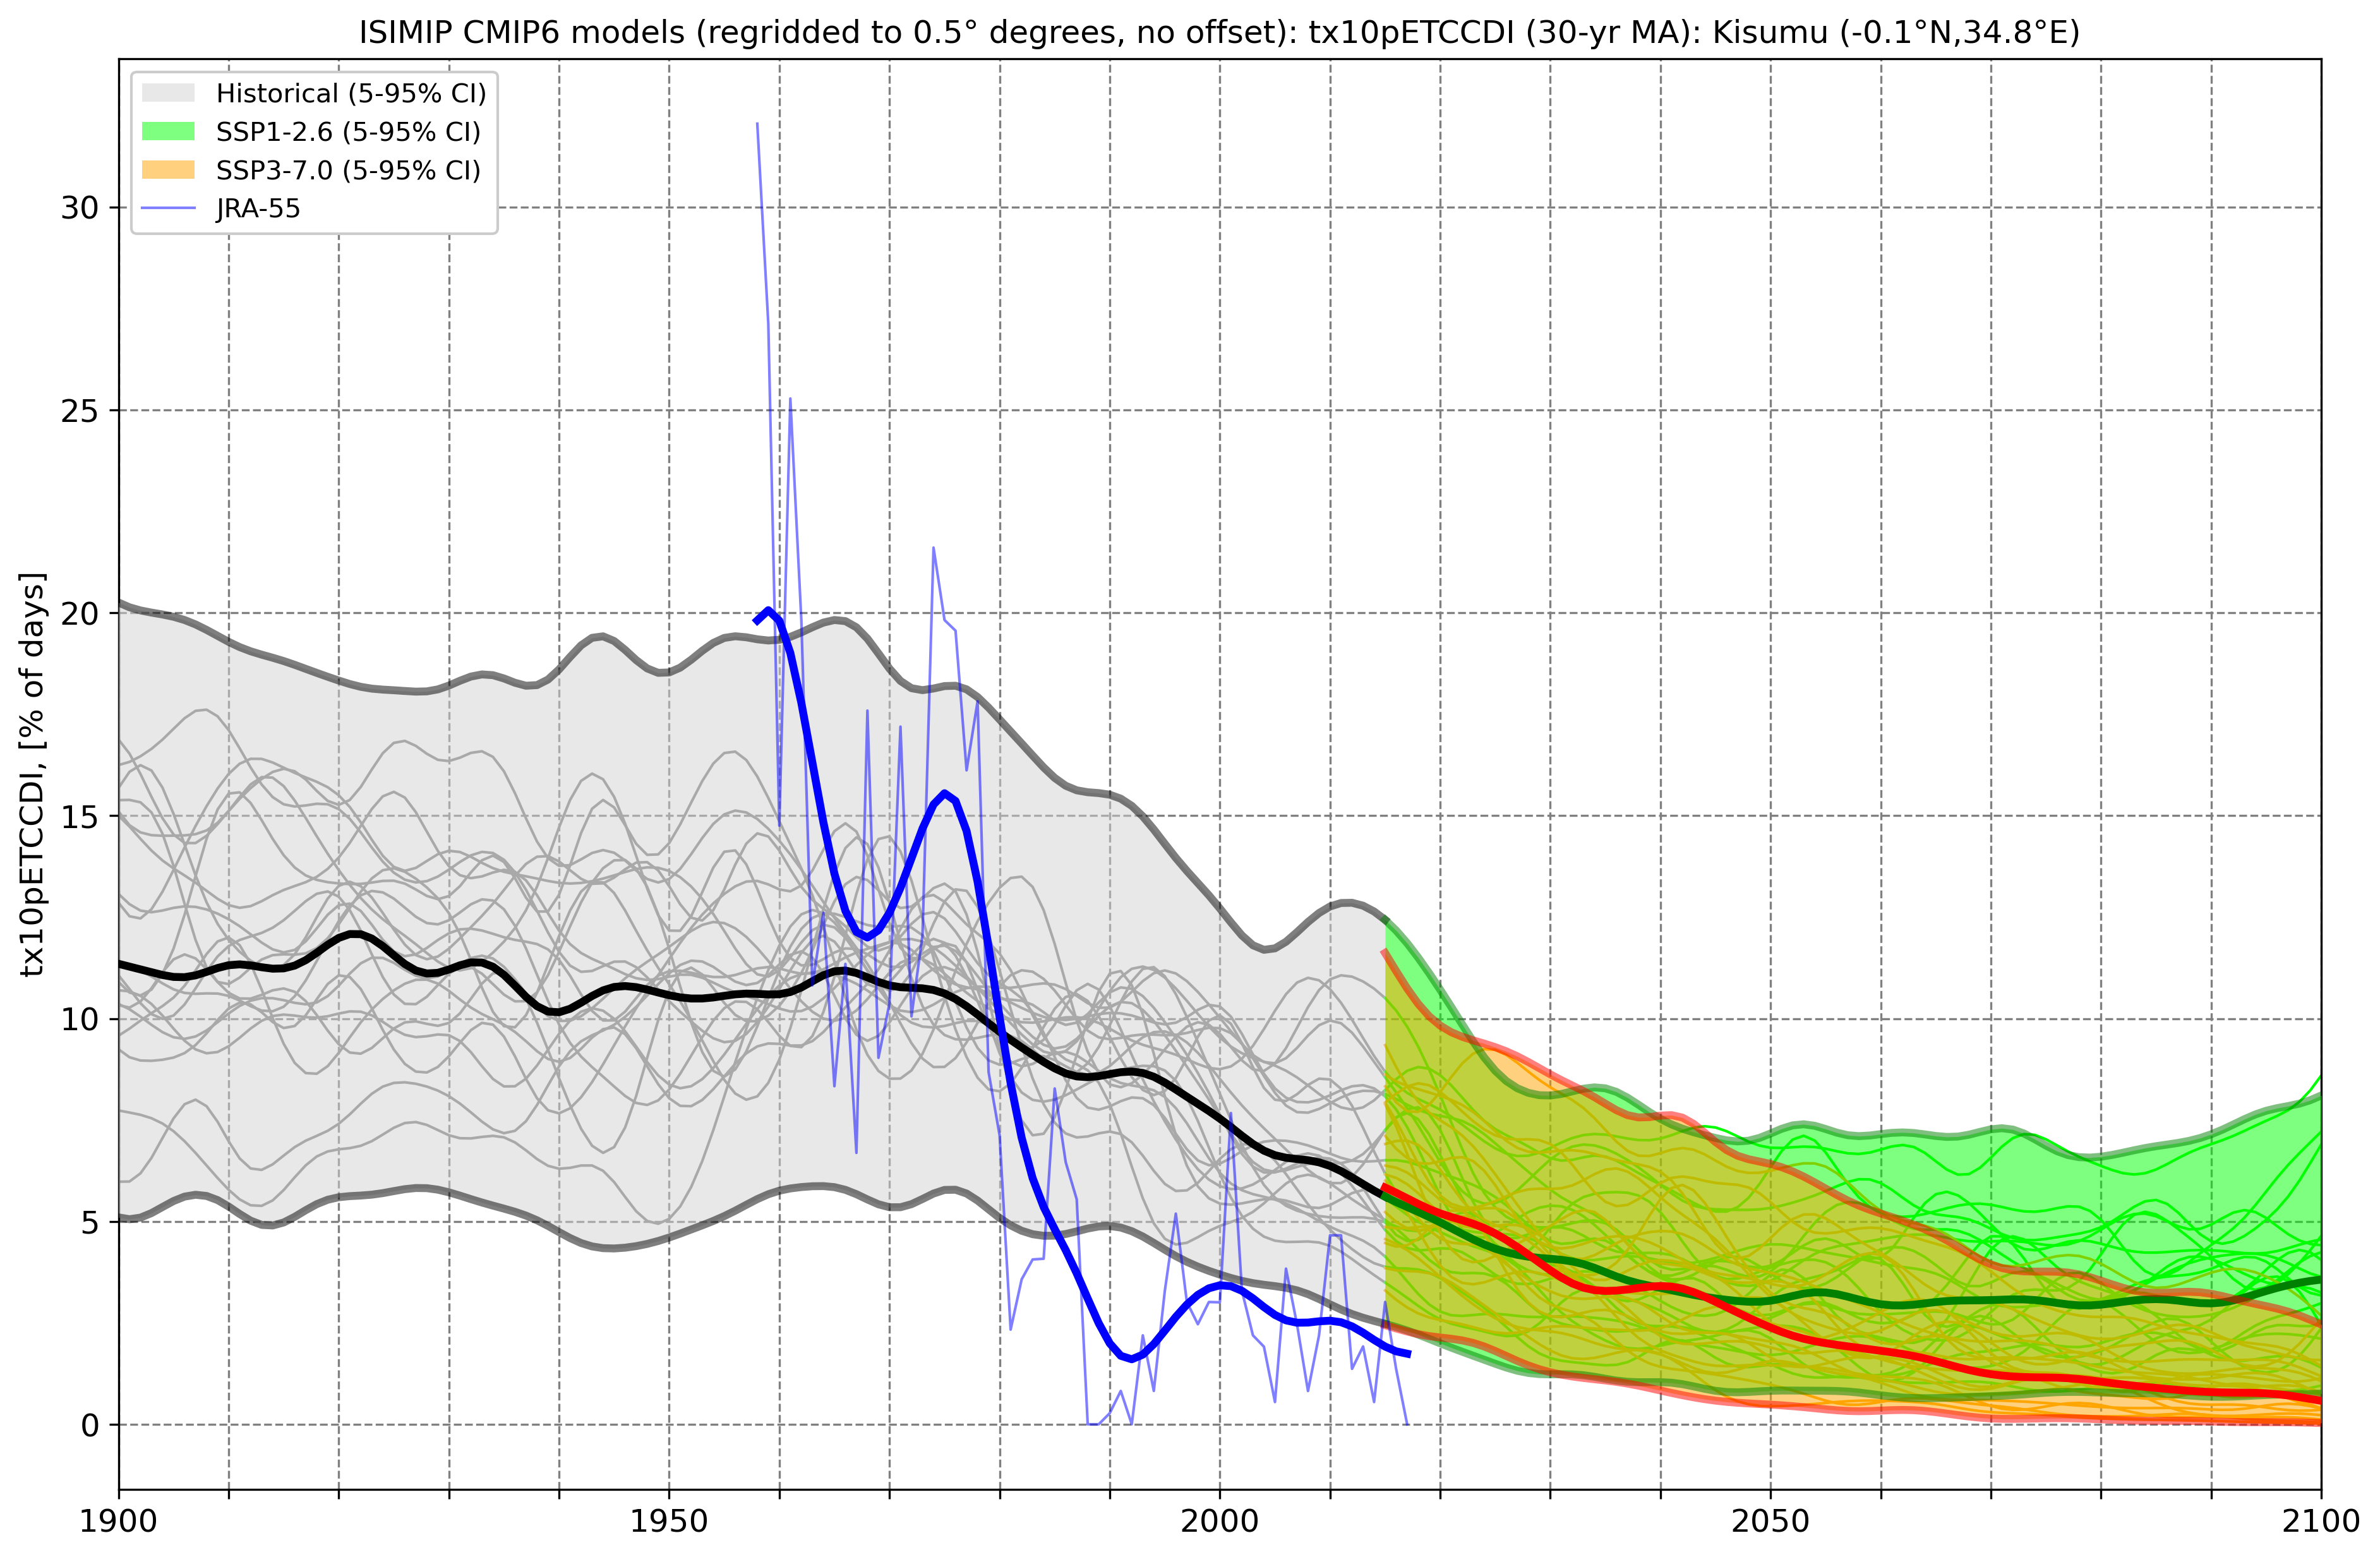 ISIMIP CMIP6 models (regridded to 0.5° degrees, no offset): tx10pETCCDI (30-yr MA): Kisumu (-0.1°N,34.8°E)
Historical (5-95% CI)
SSP1-2.6 (5-95% CI)
SSP3-7.0 (5-95% CI)
JRA-55
tx10pETCCDI, [% of days]
30
25
20
15
10
5
0
1900
1950
2000
2050
2100